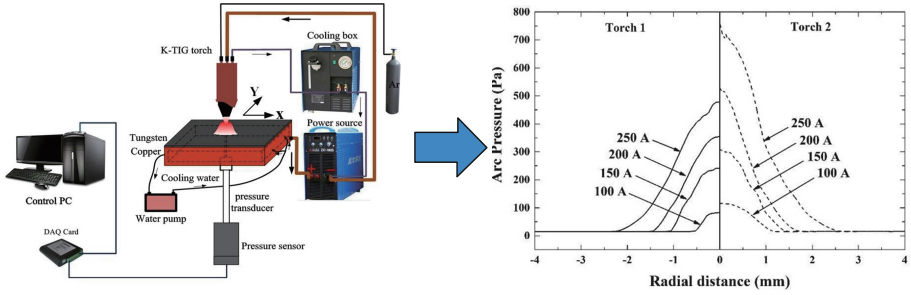 K-TIG torch
Cooling box
Ar
Y
X
Power source
Tungsten
Copper
Cooling water
Control PC
Water pump
pressure
transducer
DAQ Card
Pressure sensor
Torch 1
Torch 2
Arc Pressure (Pa)
800
700
600
500
400
300
200
100
0
250 A
200 A
150 A
100 A
250 A
200 A
150 A
100 A
-4 -3 -2 -1 0 1 2 3 4
Radial distance (mm)